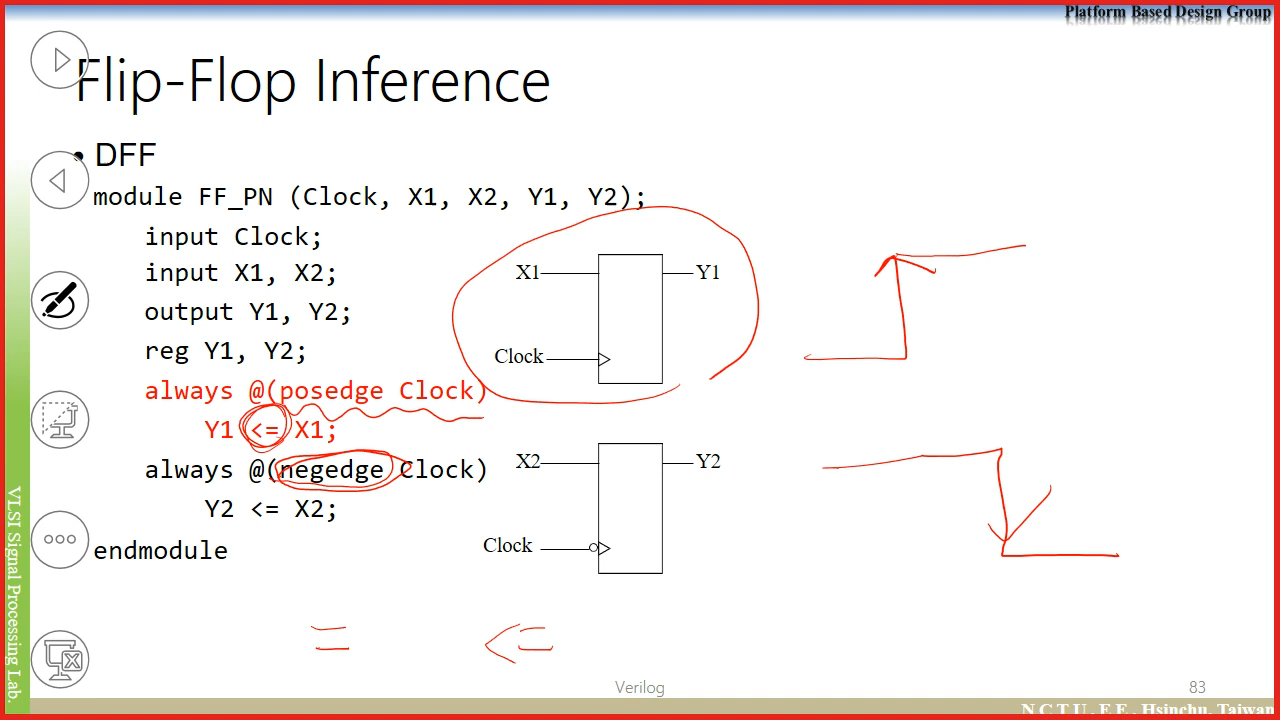 Platform Based Design Group
Flip-Flop Inference
• DFF
module FF_PN (Clock, X1, X2, Y1, Y2);
input Clock;
input X1, X2;
output Y1, Y2;
reg Y1, Y2;
always @(posedge Clock)
Y1 <= X1;
always @(negedge Clock)
Y2 <= X2;
endmodule
X1
Y1
Clock
X2
Y2
Clock
= <=
VLSI Signal Processing Lab.
Verilog
83
N C T U . E E , Hsinchu, Taiwan